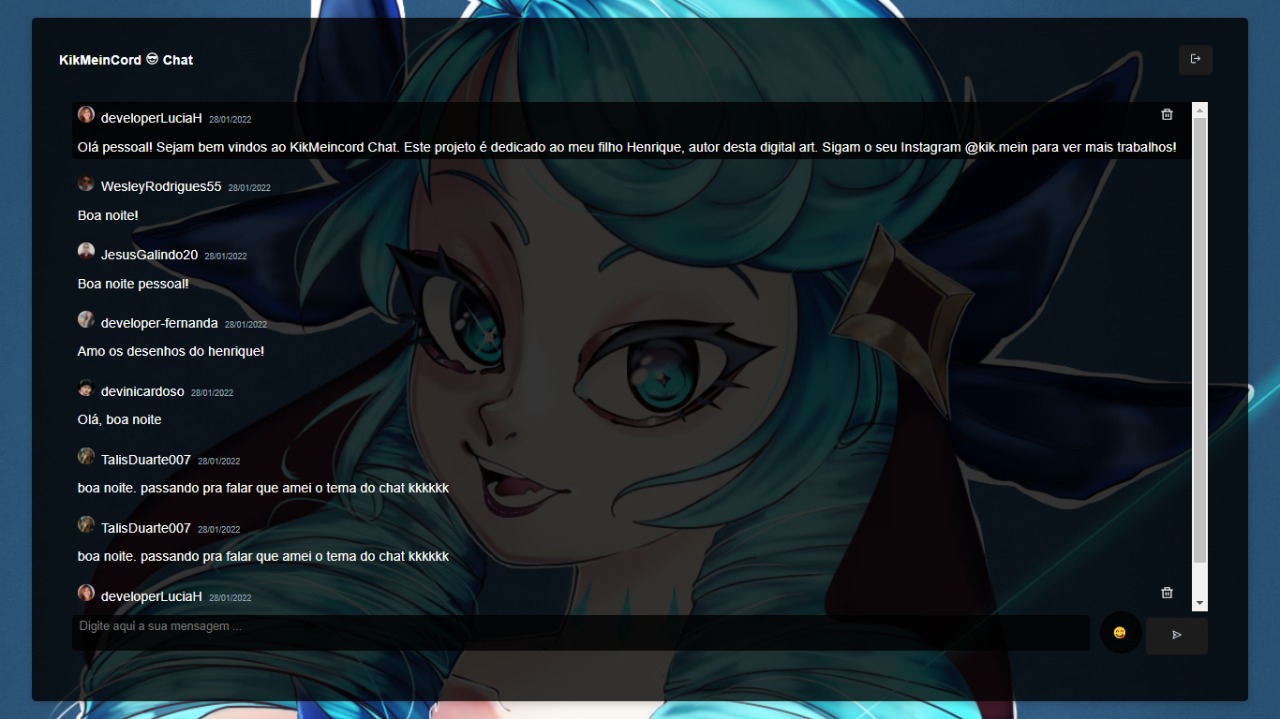 KikMeinCord 😎 Chat
developerLuciaH 28/01/2022
Olá pessoal! Sejam bem vindos ao KikMeincord Chat. Este projeto é dedicado ao meu filho Henrique, autor desta digital art. Sigam o seu Instagram @kik.mein para ver mais trabalhos!
WesleyRodrigues55 28/01/2022
Boa noite!
JesusGalindo20 28/01/2022
Boa noite pessoal!
developer-fernanda 28/01/2022
Amo os desenhos do henrique!
devinicardoso 28/01/2022
Olá, boa noite
TalisDuarte007 28/01/2022
boa noite. passando pra falar que amei o tema do chat kkkkkk
TalisDuarte007 28/01/2022
boa noite. passando pra falar que amei o tema do chat kkkkkk
developerLuciaH 28/01/2022
Digite aqui a sua mensagem ...